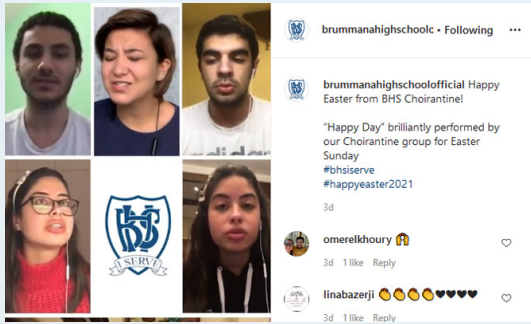 brummanahighschoolc • Following
brummanahighschoolofficial Happy
Easter from BHS Choirantine!
"Happy Day" brilliantly performed by
our Choirantine group for Easter
Sunday
#bhsiserve
#happyeaster2021
3d
omerelkhoury 🙌
3d 1 like Reply
linabazerji 👏👏👏👏🖤🖤🖤🖤
3d 1 like Reply
adidas
BHS
I SERVE